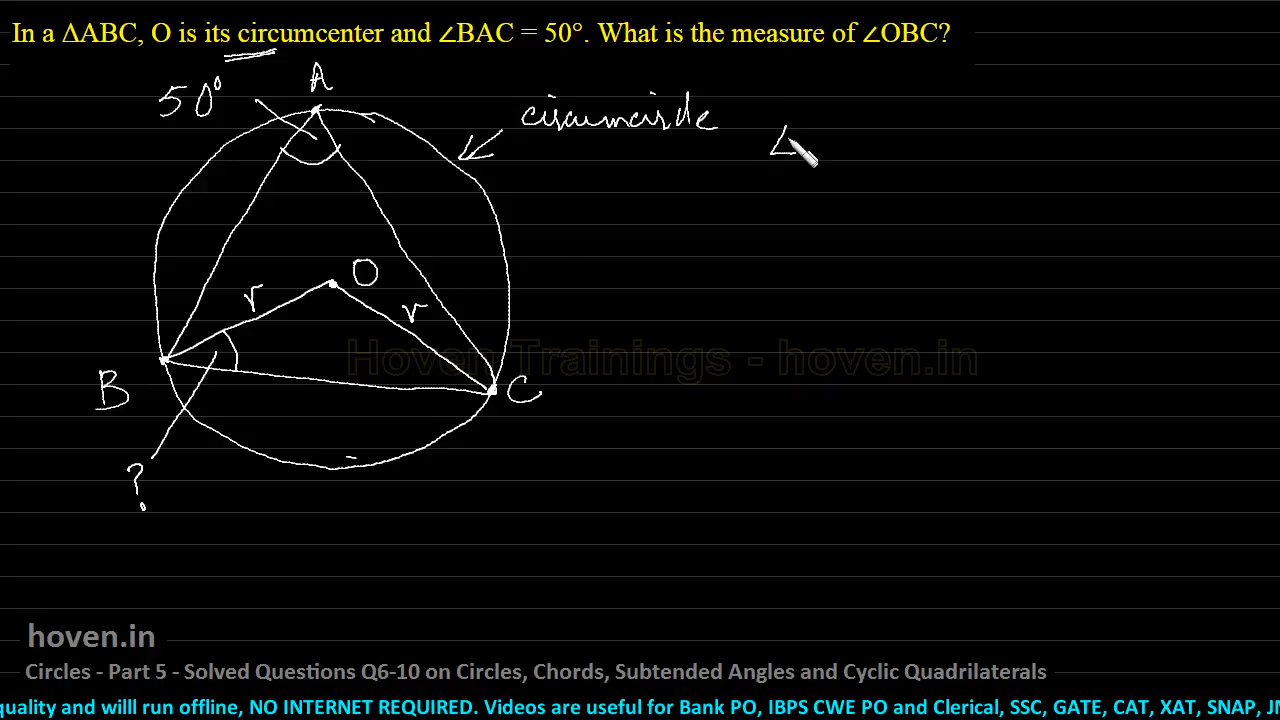 In a ΔABC, O is its circumcenter and ∠BAC = 50°. What is the measure of ∠OBC?
50° A
circumcircle ∠
O
r r
Hoven Trainings - hoven.in
B C
?
hoven.in
Circles - Part 5 - Solved Questions Q6-10 on Circles, Chords, Subtended Angles and Cyclic Quadrilaterals
quality and willl run offline, NO INTERNET REQUIRED. Videos are useful for Bank PO, IBPS CWE PO and Clerical, SSC, GATE, CAT, XAT, SNAP,